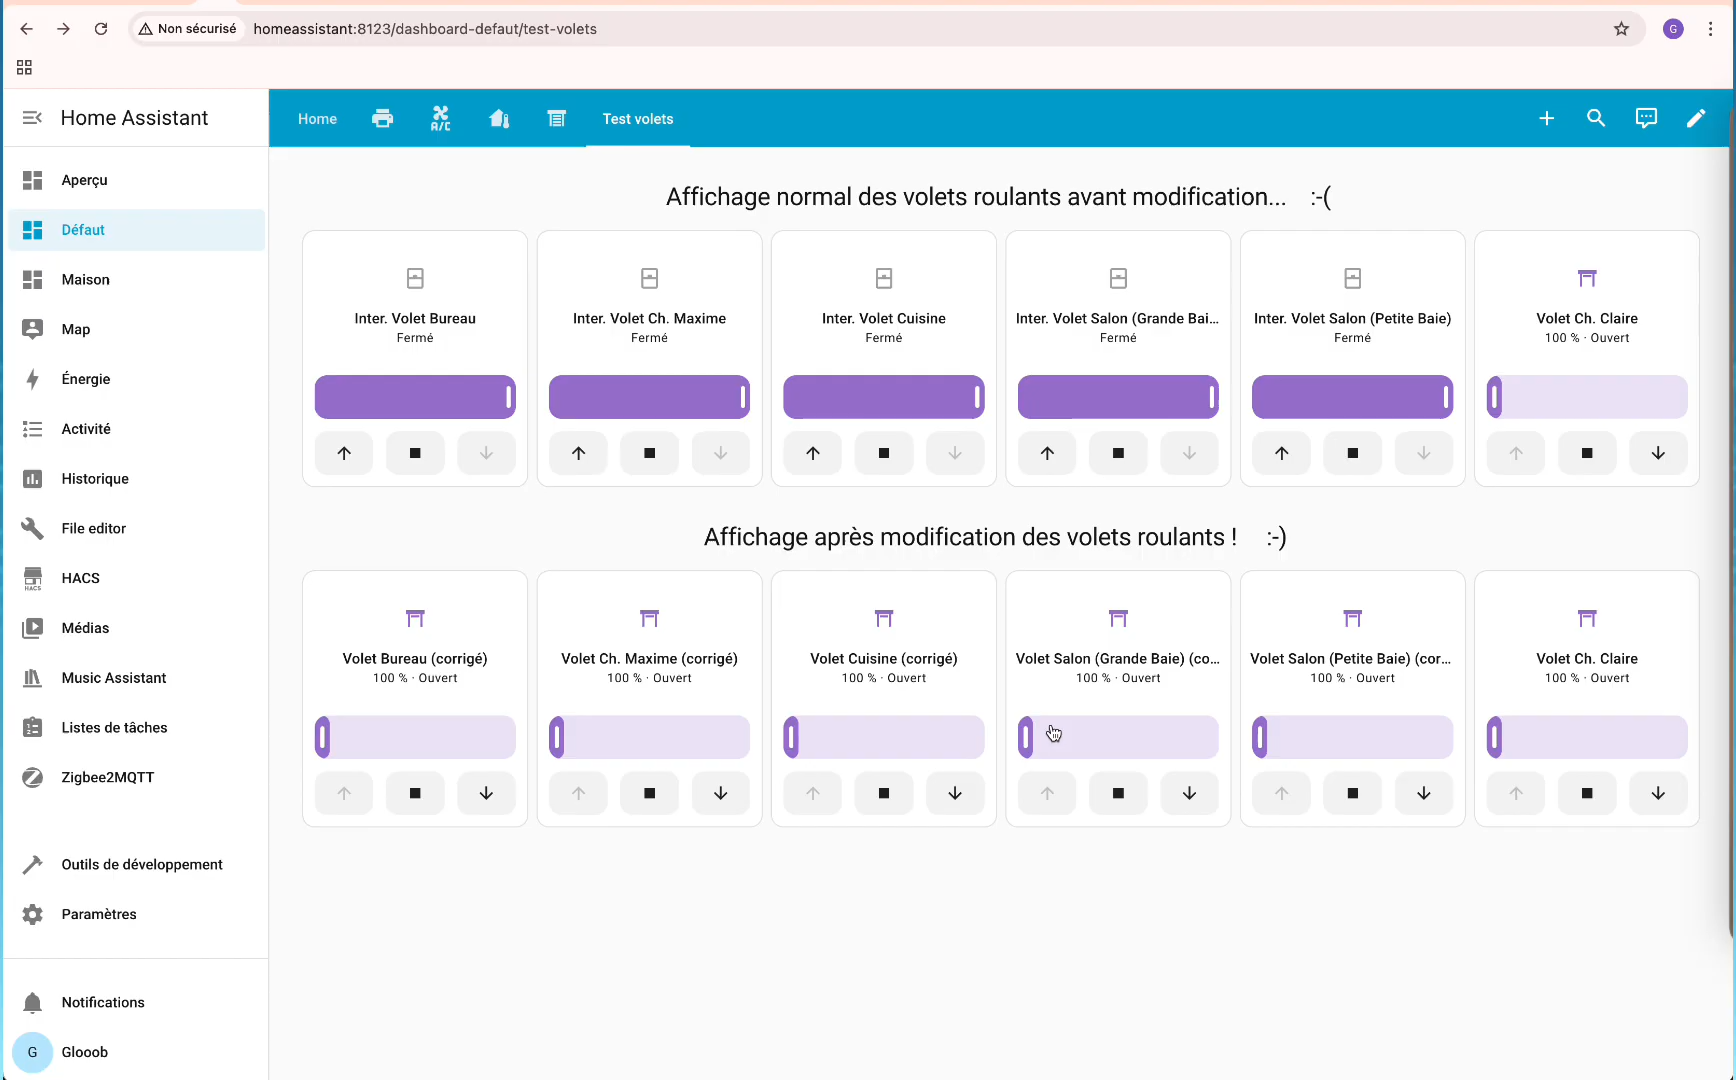 Non sécurisé
homeassistant:8123/dashboard-defaut/test-volets
G
Home Assistant
Home
A/C
Test volets
Aperçu
Défaut
Maison
Map
Énergie
Activité
Historique
File editor
HACS
HACS
Médias
Music Assistant
Listes de tâches
Zigbee2MQTT
Outils de développement
Paramètres
Notifications
G
Glooob
Affichage normal des volets roulants avant modification... :-(
Inter. Volet Bureau
Fermé
Inter. Volet Ch. Maxime
Fermé
Inter. Volet Cuisine
Fermé
Inter. Volet Salon (Grande Bai...
Fermé
Inter. Volet Salon (Petite Baie)
Fermé
Volet Ch. Claire
100 % · Ouvert
Affichage après modification des volets roulants ! :-)
Volet Bureau (corrigé)
100 % · Ouvert
Volet Ch. Maxime (corrigé)
100 % · Ouvert
Volet Cuisine (corrigé)
100 % · Ouvert
Volet Salon (Grande Baie) (co...
100 % · Ouvert
Volet Salon (Petite Baie) (cor...
100 % · Ouvert
Volet Ch. Claire
100 % · Ouvert